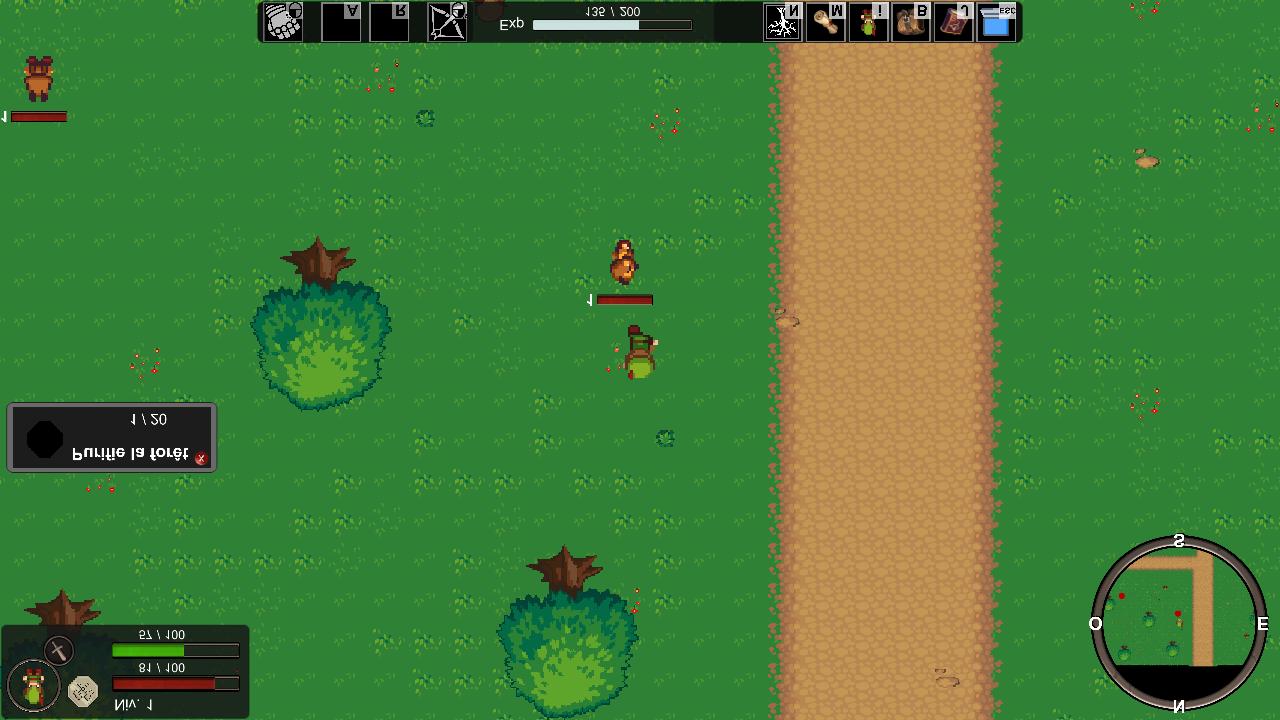 Niv. 1
N
81 / 100
57 / 100
O
E
S
Purifie la forêt
x
1 / 20
1
1
Exp
135 / 200
A
R
N
M
i
B
J
ESC